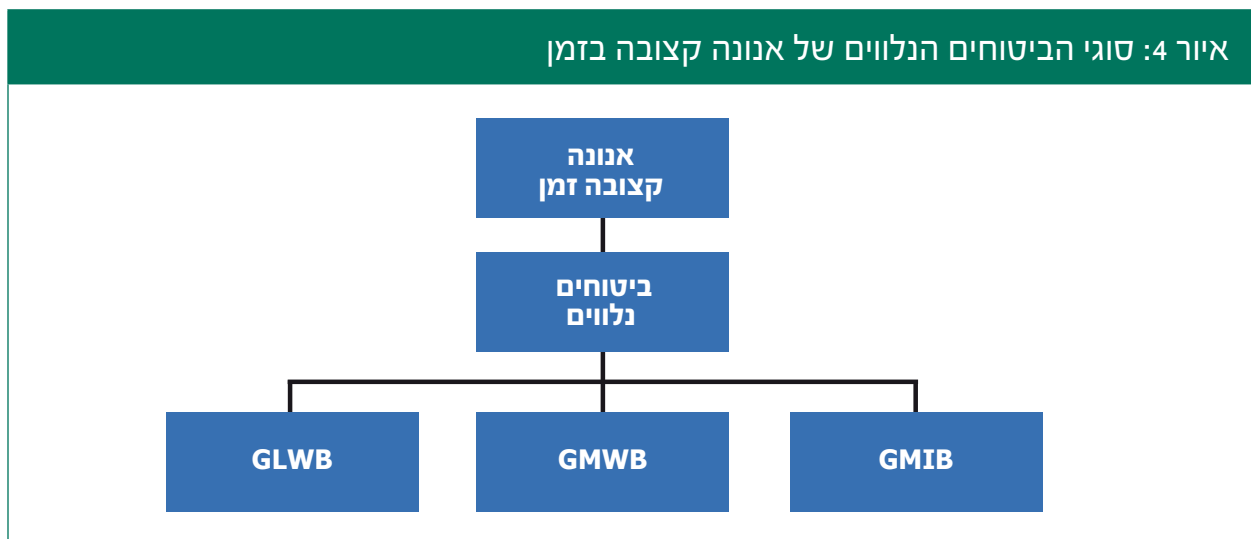 איור 4: סוגי הביטוחים הנלווים של אנונה קצובה בזמן
אנונה
קצובה זמן
ביטוחים
נלווים
GLWB
GMWB
GMIB